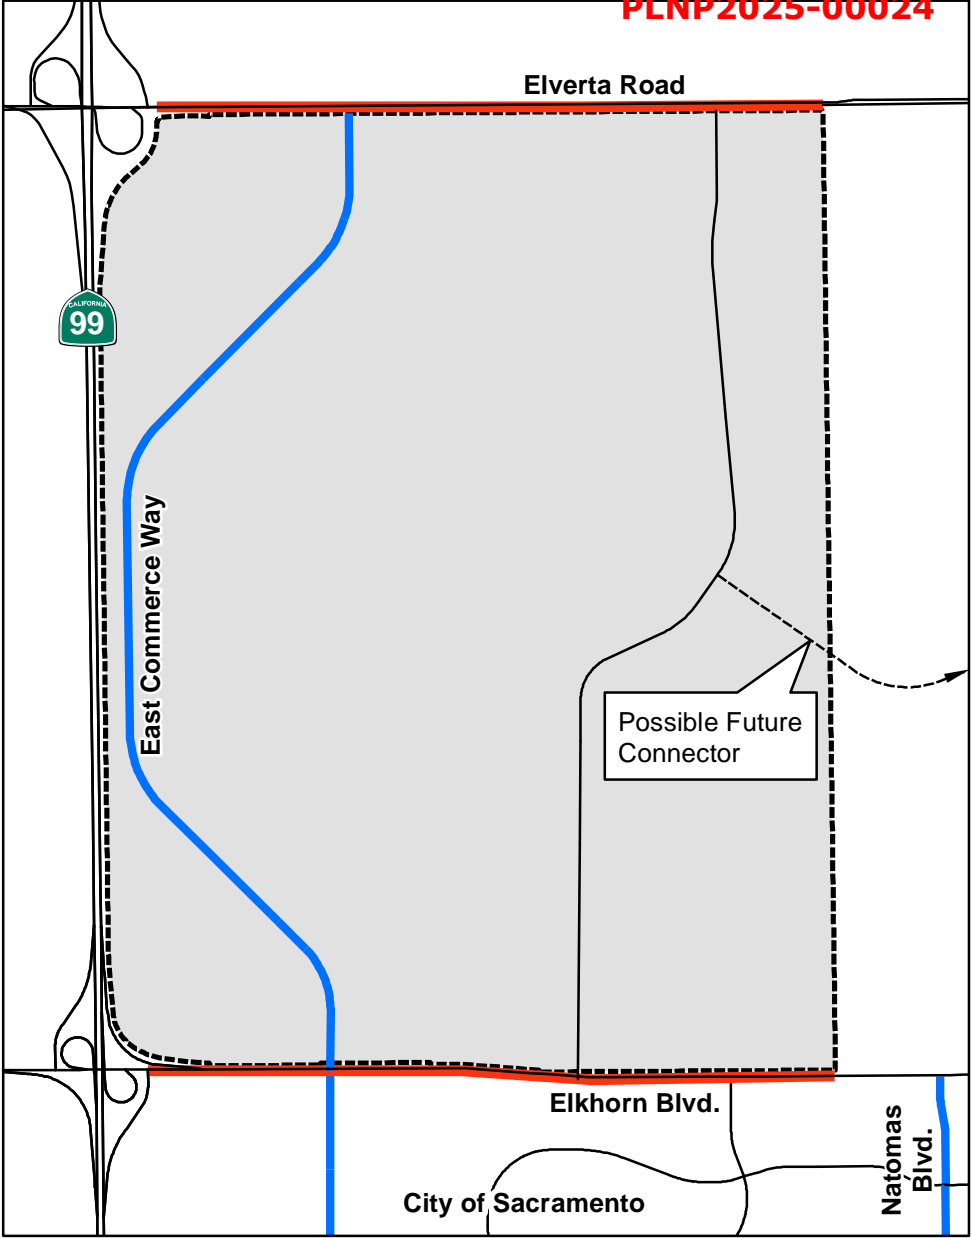 PLNP2025-00024
Elverta Road
CALIFORNIA
99
East Commerce Way
Possible Future
Connector
Elkhorn Blvd.
Natomas
Blvd.
City of Sacramento